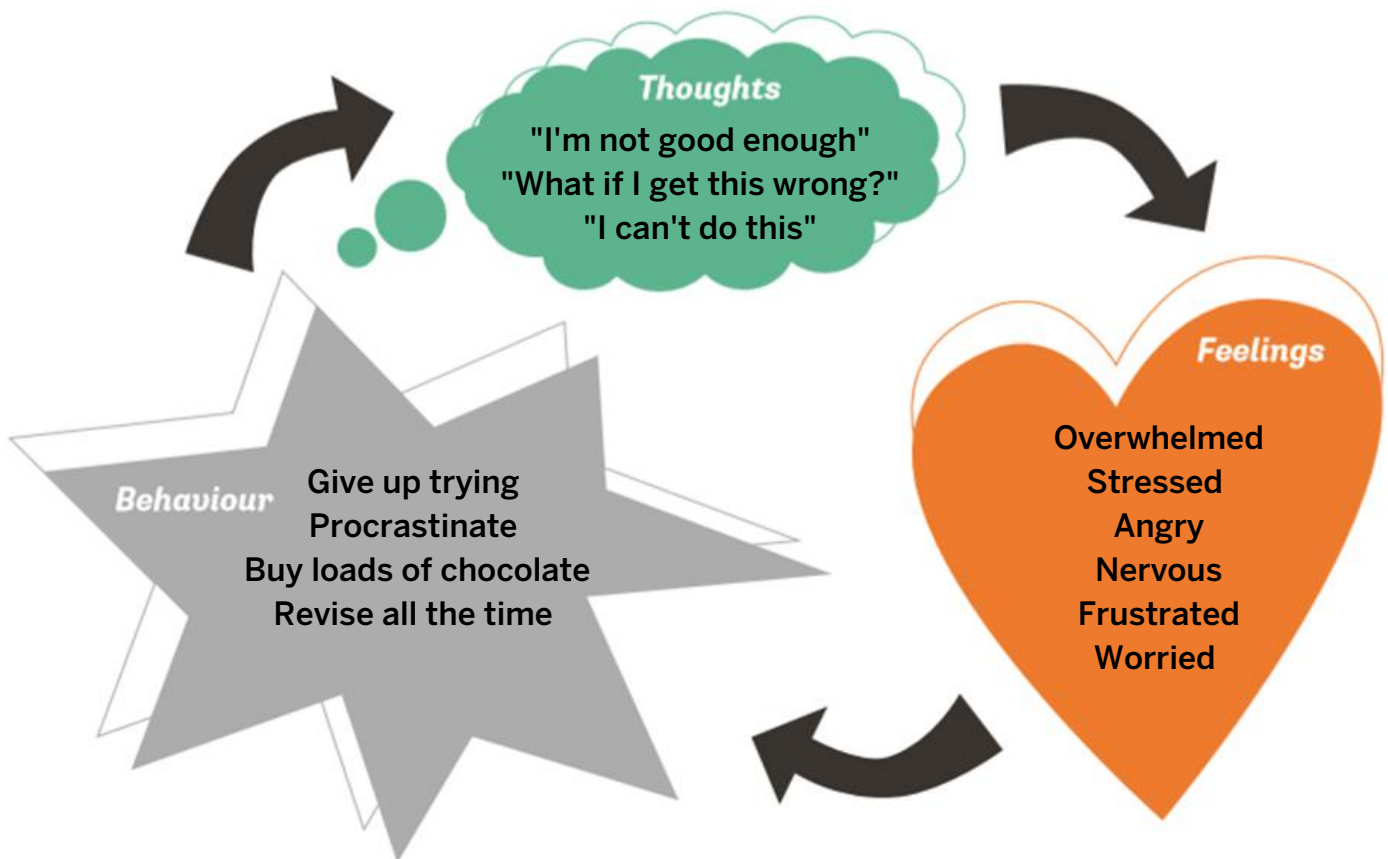 Thoughts
"I'm not good enough"
"What if I get this wrong?"
"I can't do this"
Feelings
Overwhelmed
Stressed
Angry
Nervous
Frustrated
Worried
Behaviour
Give up trying
Procrastinate
Buy loads of chocolate
Revise all the time